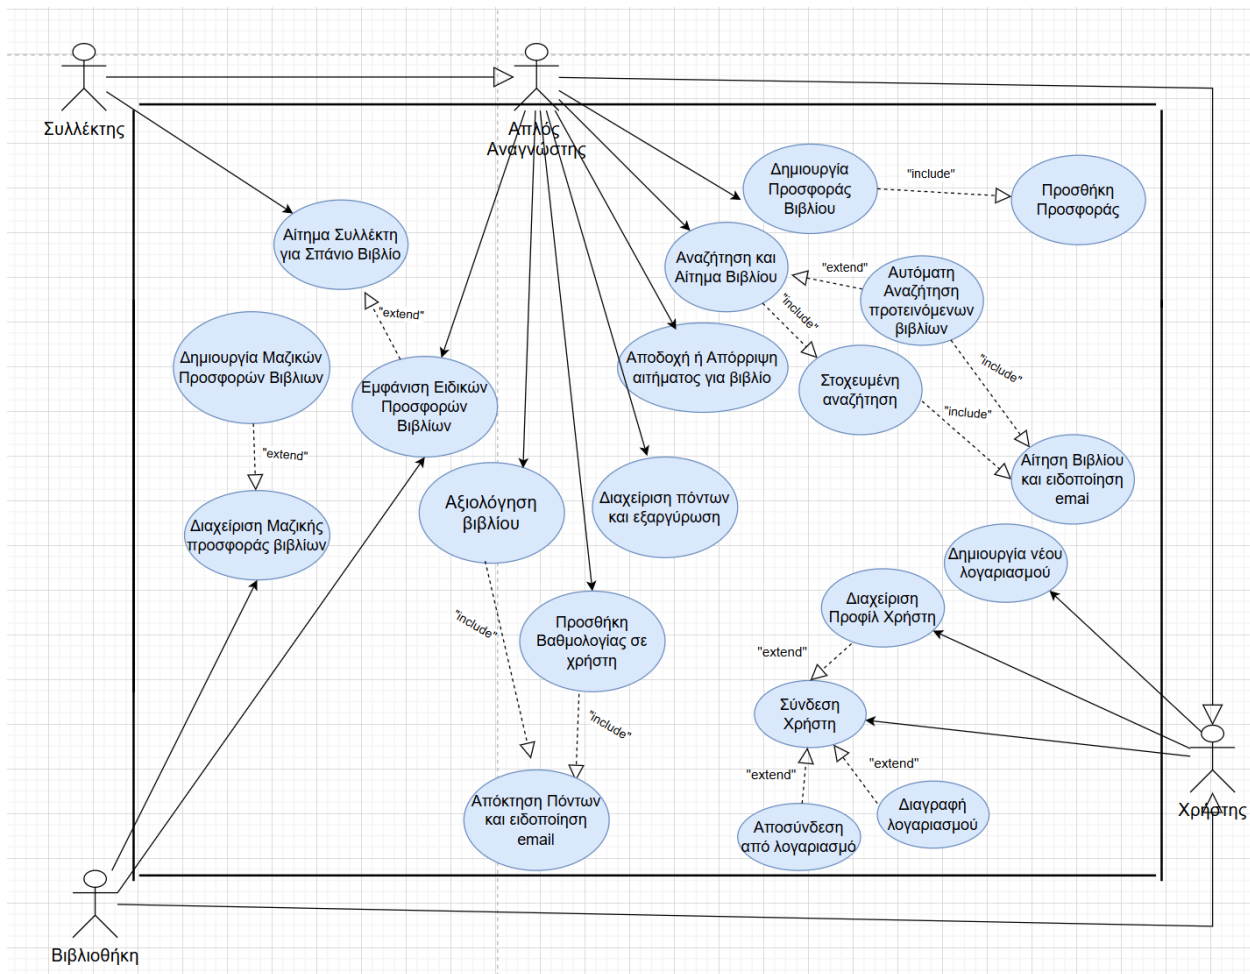 Συλλέκτης
Απλός
Αναγνώστης
Δημιουργία
Προσφοράς
Βιβλίου
"include"
Προσθήκη
Προσφοράς
Αίτημα Συλλέκτη
για Σπάνιο Βιβλίο
Αναζήτηση και
Αίτημα Βιβλίου
"extend"
Αυτόματη
Αναζήτηση
προτεινόμενων
βιβλίων
"include"
"extend"
Δημιουργία Μαζικών
Προσφορών Βιβλιων
Εμφάνιση Ειδικών
Προσφορών
Βιβλίων
Αποδοχή ή Απόρριψη
αιτήματος για βιβλίο
Στοχευμένη
αναζήτηση
"include"
"include"
"extend"
Αξιολόγηση
βιβλίου
Διαχείριση πόντων
και εξαργύρωση
Αίτηση Βιβλίου
και ειδοποίηση
emai
Διαχείριση Μαζικής
προσφοράς βιβλίων
Δημιουργία νέου
λογαριασμού
Διαχείριση
Προφίλ Χρήστη
"include"
Προσθήκη
Βαθμολογίας σε
χρήστη
"extend"
Σύνδεση
Χρήστη
"include"
"extend"
"extend"
Απόκτηση Πόντων
και ειδοποίηση
email
Αποσύνδεση
από λογαριασμό
Διαγραφή
λογαριασμού
Χρήστης
Βιβλιοθήκη